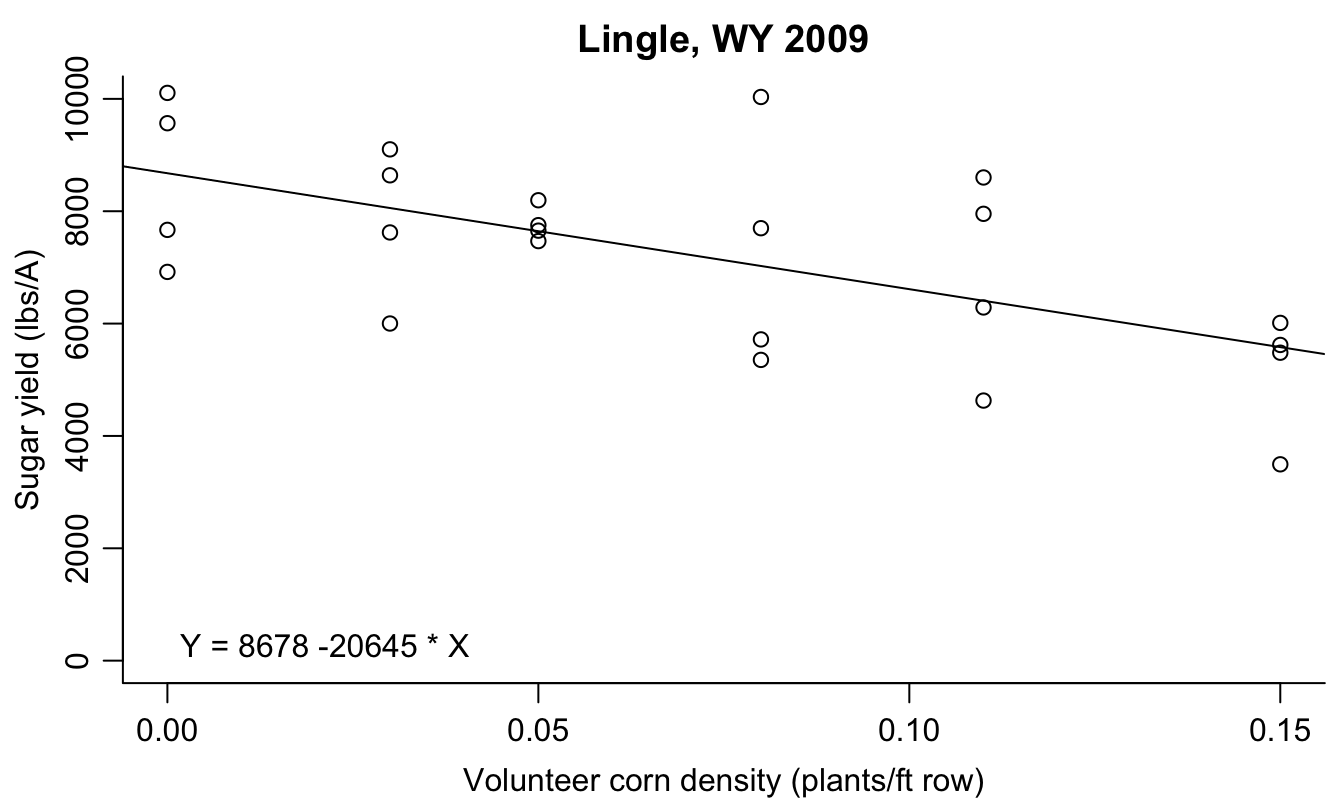 Lingle, WY 2009
Sugar yield (lbs/A)
10000
8000
6000
4000
2000
0
Y = 8678 -20645 * X
0.00 0.05 0.10 0.15
Volunteer corn density (plants/ft row)